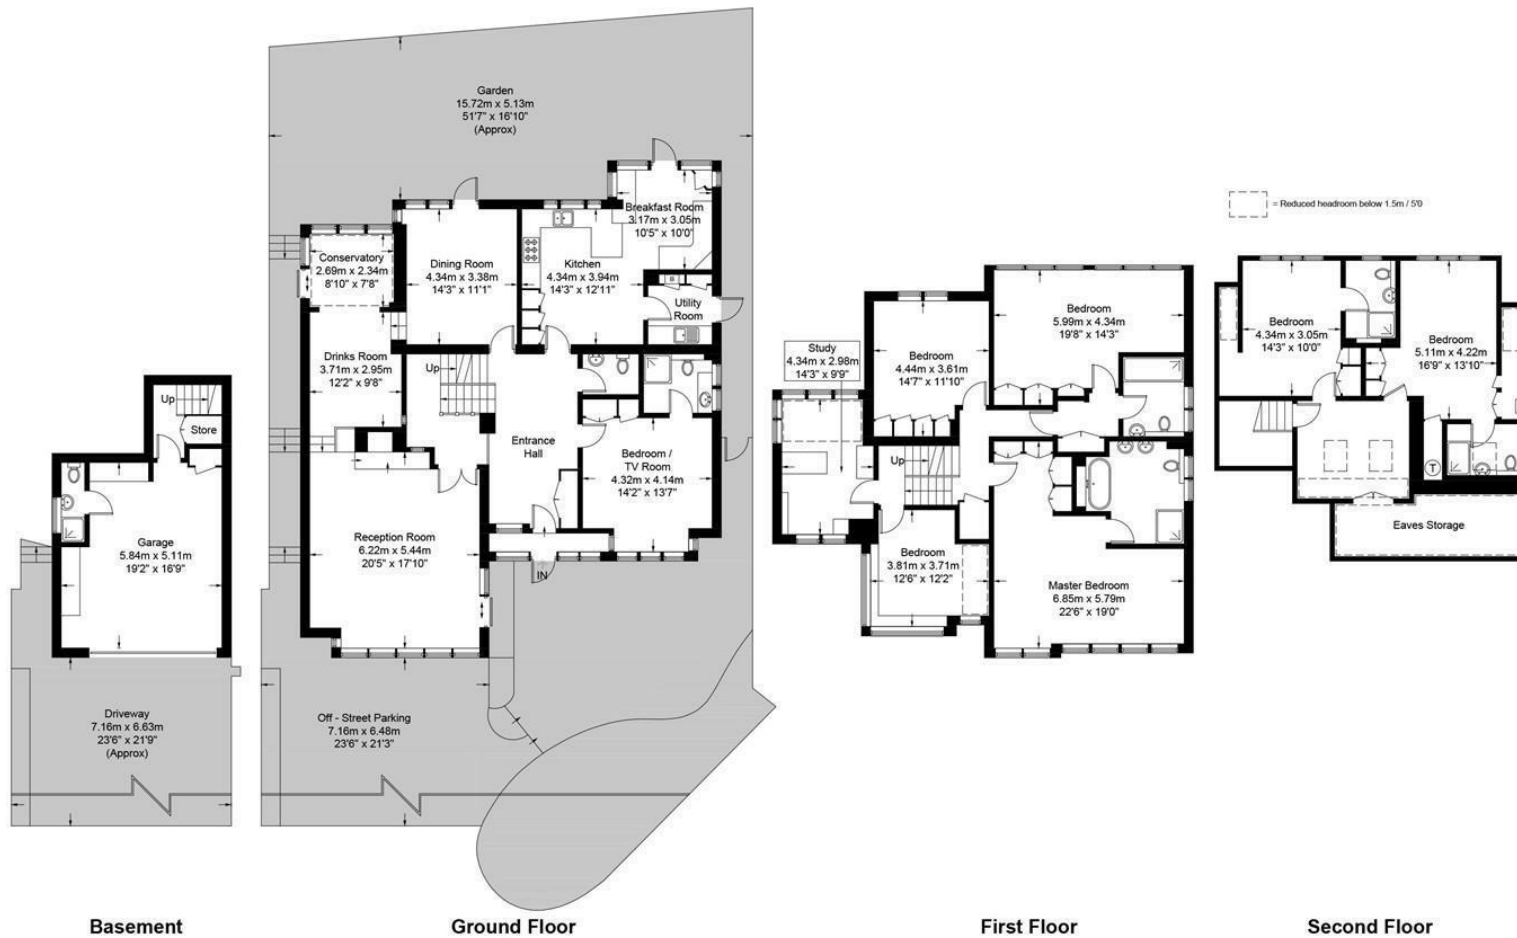 Garden
15.72m x 5.13m
51'7" x 16'10"
(Approx)
Breakfast Room
3.17m x 3.05m
10'5" x 10'0"
Conservatory
2.69m x 2.34m
8'10" x 7'8"
Dining Room
4.34m x 3.38m
14'3" x 11'1"
Kitchen
4.34m x 3.94m
14'3" x 12'11"
Utility
Room
Drinks Room
3.71m x 2.95m
12'2" x 9'8"
Up
Entrance
Hall
Bedroom /
TV Room
4.32m x 4.14m
14'2" x 13'7"
Reception Room
6.22m x 5.44m
20'5" x 17'10"
IN
Off - Street Parking
7.16m x 6.48m
23'6" x 21'3"
Ground Floor
Up
Store
Garage
5.84m x 5.11m
19'2" x 16'9"
Driveway
7.16m x 6.63m
23'6" x 21'9"
(Approx)
Basement
Bedroom
5.99m x 4.34m
19'8" x 14'3"
Study
4.34m x 2.98m
14'3" x 9'9"
Bedroom
4.44m x 3.61m
14'7" x 11'10"
Up
Bedroom
3.81m x 3.71m
12'6" x 12'2"
Master Bedroom
6.85m x 5.79m
22'6" x 19'0"
First Floor
= Reduced headroom below 1.5m / 5'0
Bedroom
4.34m x 3.05m
14'3" x 10'0"
Bedroom
5.11m x 4.22m
16'9" x 13'10"
T
Eaves Storage
Second Floor